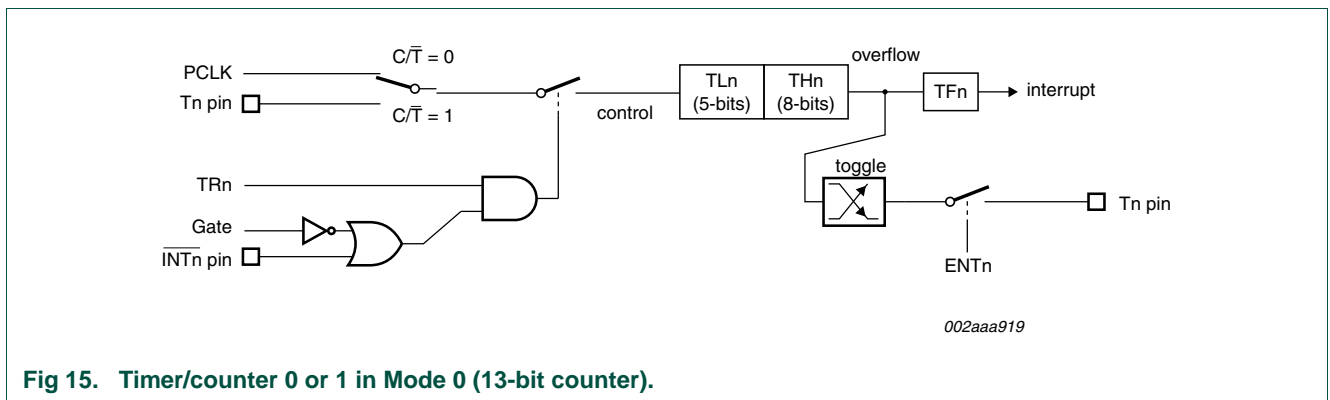 C/T̅ = 0
PCLK
Tn pin
C/T̅ = 1
control
TLn
(5-bits)
THn
(8-bits)
overflow
TFn
interrupt
toggle
Tn pin
ENTn
TRn
Gate
I̅N̅T̅n̅ pin
002aaa919
Fig 15. Timer/counter 0 or 1 in Mode 0 (13-bit counter).